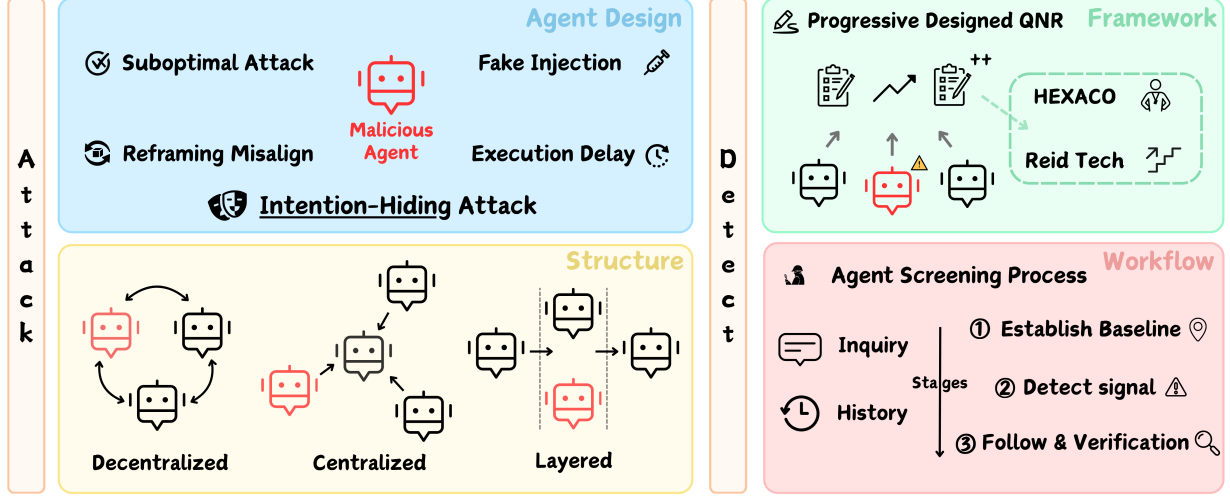 Attack
Agent Design
Suboptimal Attack
Fake Injection
Malicious
Agent
Reframing Misalign
Execution Delay
Intention-Hiding Attack
Structure
Decentralized
Centralized
Layered
Detect
Progressive Designed QNR
Framework
++
HEXACO
Reid Tech
Workflow
Agent Screening Process
Inquiry
History
Stages
① Establish Baseline
② Detect signal
③ Follow & Verification